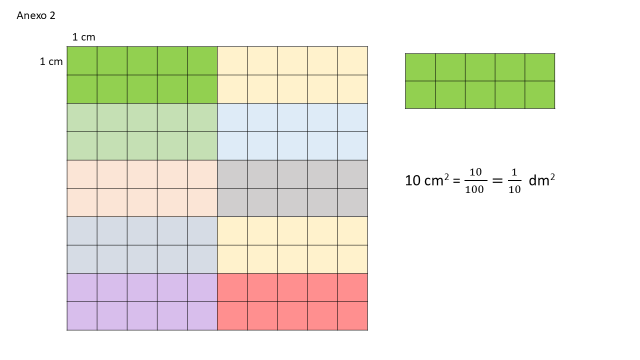 Anexo 2
1 cm
1 cm
10 cm² = 10/100 = 1/10 dm²